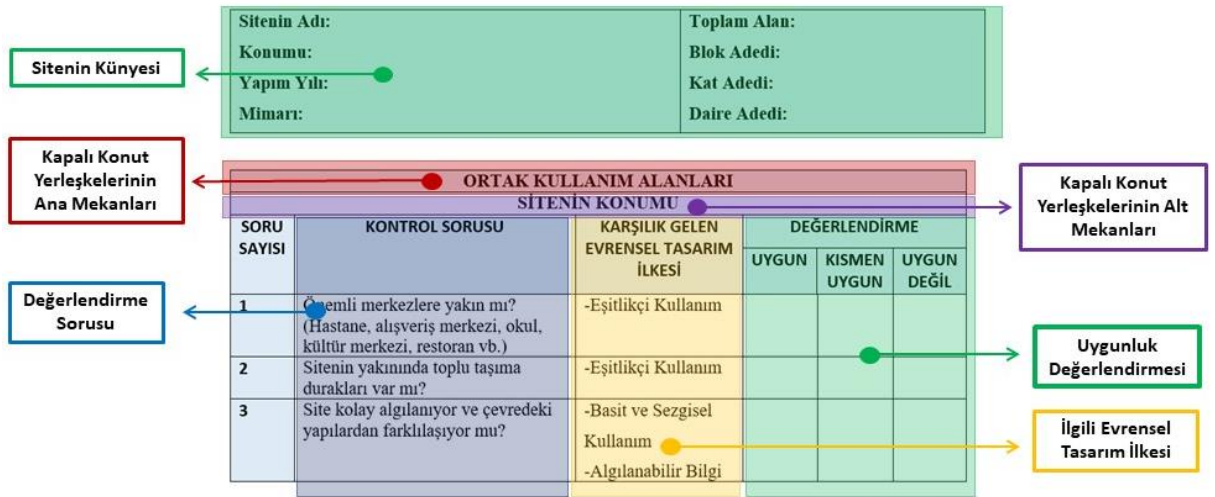 Sitenin Adı:
Toplam Alan:
Konumu:
Blok Adedi:
Yapım Yılı:
Kat Adedi:
Mimarı:
Daire Adedi:
Sitenin Künyesi
Kapalı Konut
Yerleşkelerinin
Ana Mekanları
ORTAK KULLANIM ALANLARI
SİTENİN KONUMU
Kapalı Konut
Yerleşkelerinin Alt
Mekanları
SORU
SAYISI
KONTROL SORUSU
KARŞILIK GELEN
EVRENSEL TASARIM
İLKESİ
DEĞERLENDİRME
UYGUN
KISMEN
UYGUN
UYGUN
DEĞİL
Değerlendirme
Sorusu
1
Önemli merkezlere yakın mı?
(Hastane, alışveriş merkezi, okul,
kültür merkezi, restoran vb.)
-Eşitlikçi Kullanım
2
Sitenin yakınında toplu taşıma
durakları var mı?
-Eşitlikçi Kullanım
3
Site kolay algılanıyor ve çevredeki
yapılardan farklılaşıyor mu?
-Basit ve Sezgisel
Kullanım
-Algılanabilir Bilgi
Uygunluk
Değerlendirmesi
İlgili Evrensel
Tasarım İlkesi